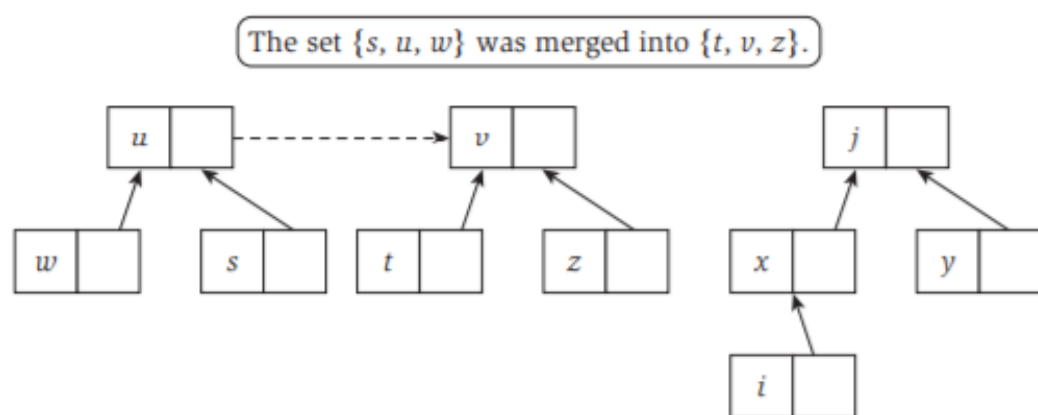 The set {s, u, w} was merged into {t, v, z}.
u v j
w s t z x y
i